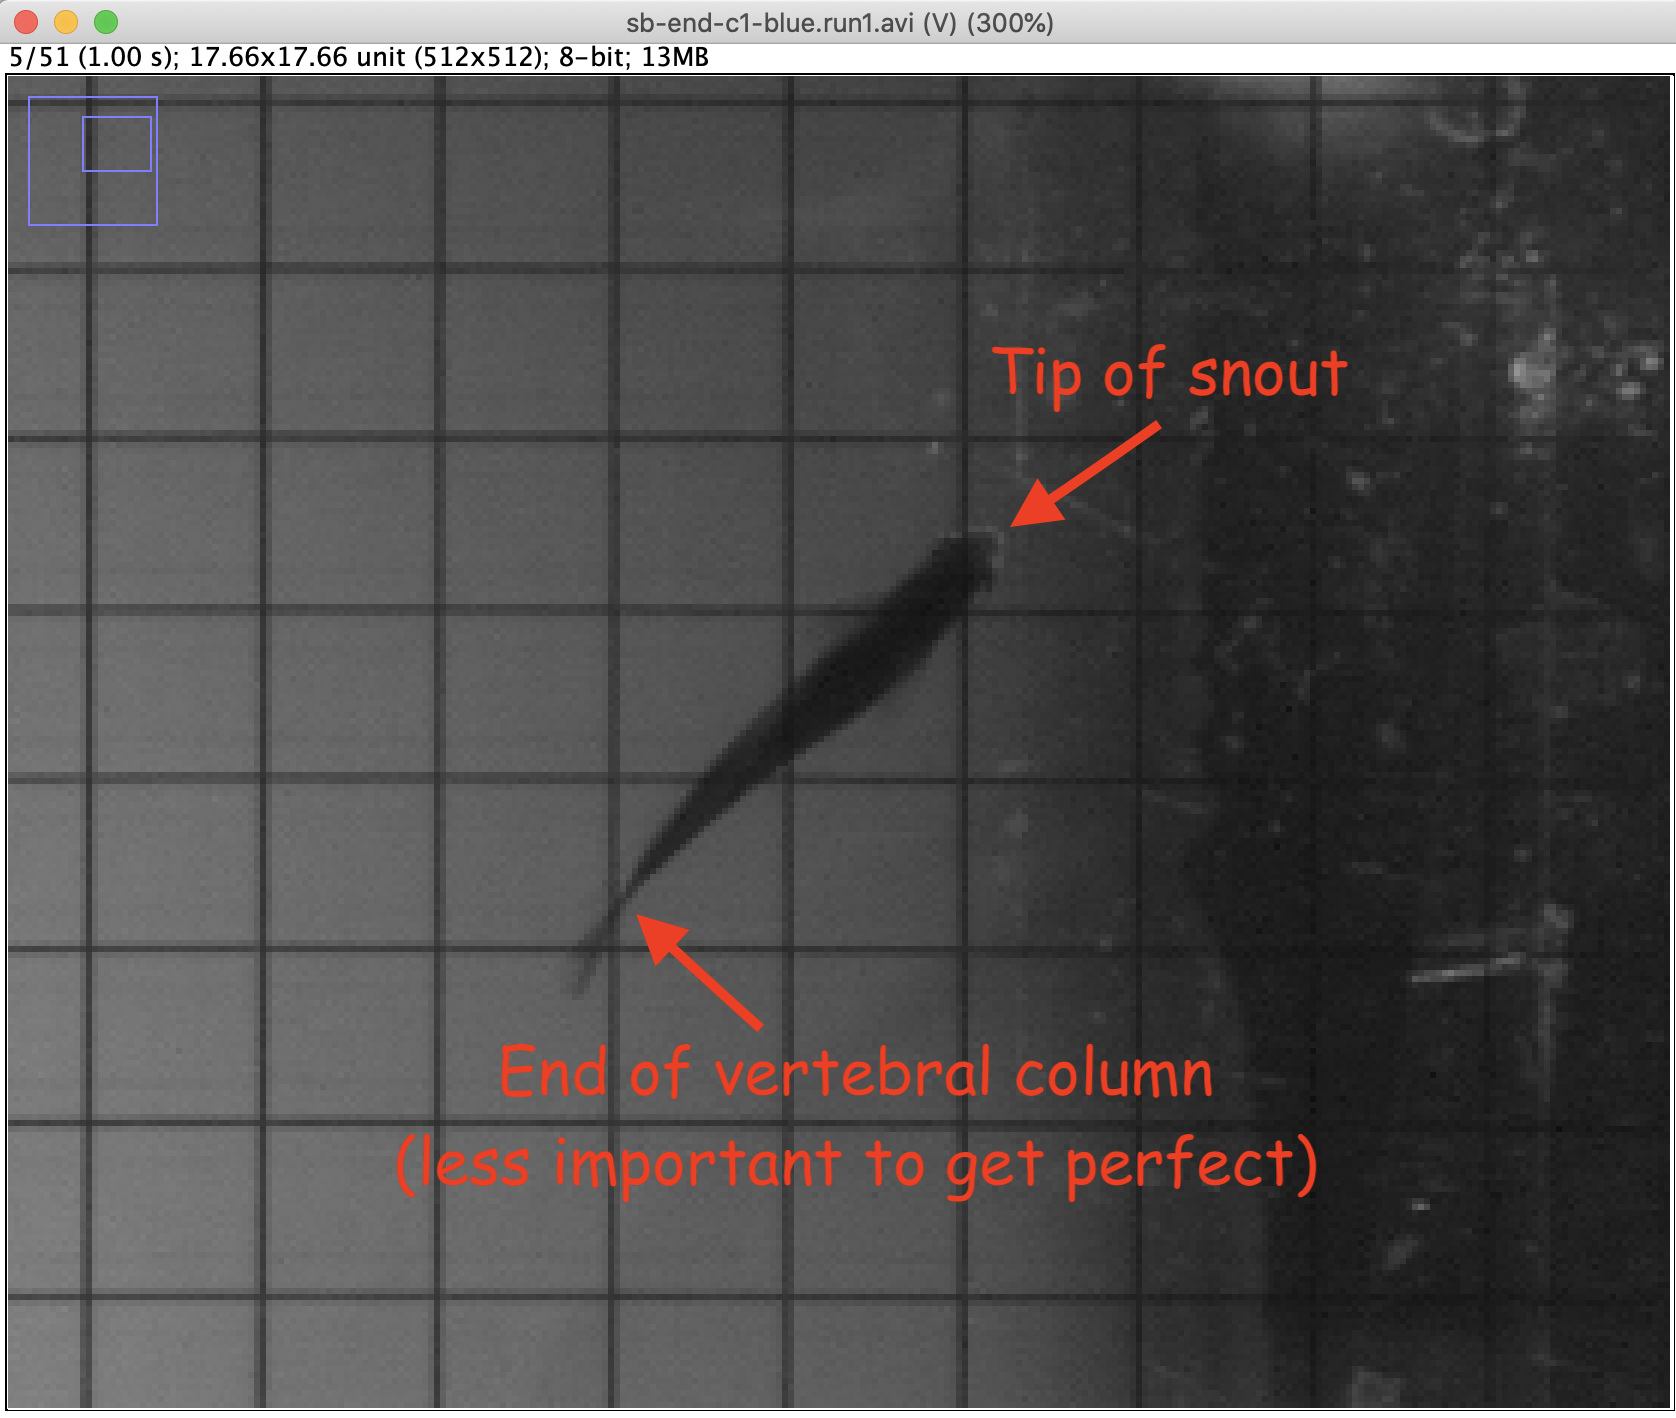 sb-end-c1-blue.run1.avi (V) (300%)
5/51 (1.00 s); 17.66x17.66 unit (512x512); 8-bit; 13MB
Tip of snout
End of vertebral column
(less important to get perfect)